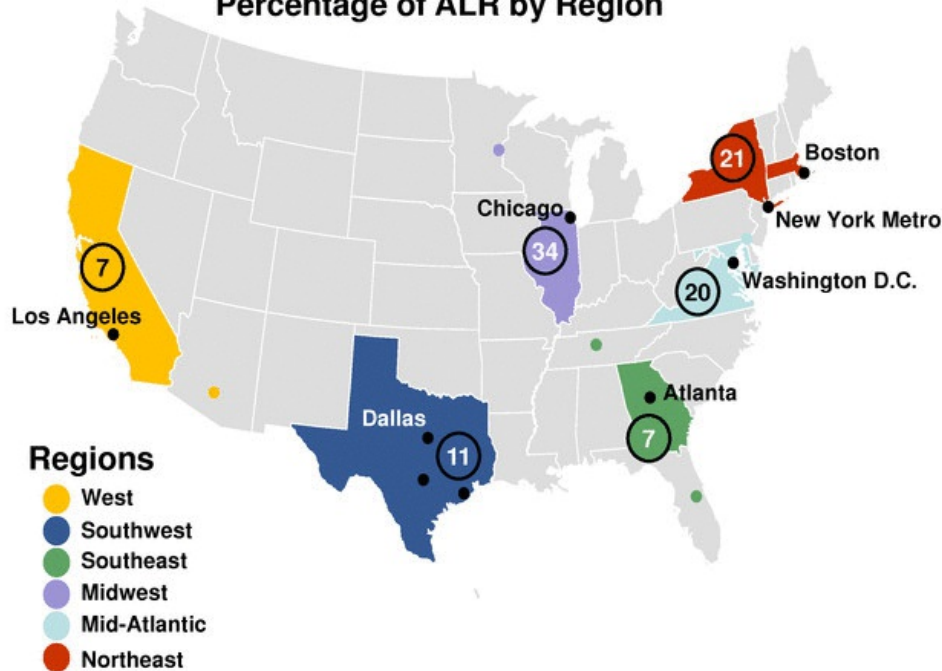 Percentage of ALR by Region
21
Boston
Chicago
New York Metro
34
7
Washington D.C.
20
Los Angeles
Atlanta
Dallas
7
11
Regions
West
Southwest
Southeast
Midwest
Mid-Atlantic
Northeast